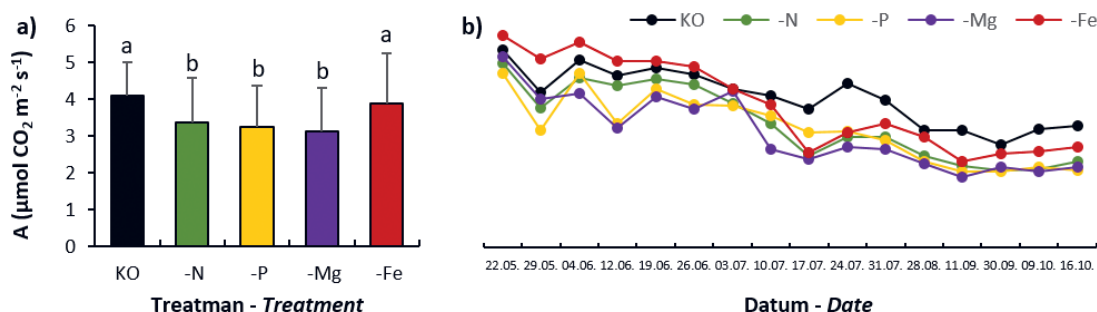 a)
A (µmol CO₂ m⁻² s⁻¹)
6
5
4
3
2
1
0
a
b
b
b
a
KO -N -P -Mg -Fe
Treatman - Treatment
b)
KO -N -P -Mg -Fe
22.05. 29.05. 04.06. 12.06. 19.06. 26.06. 03.07. 10.07. 17.07. 24.07. 31.07. 28.08. 11.09. 30.09. 09.10. 16.10.
Datum - Date